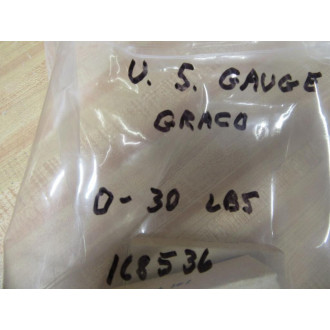 U. S. GAUGE
GRACO
0-30 LBS
168536